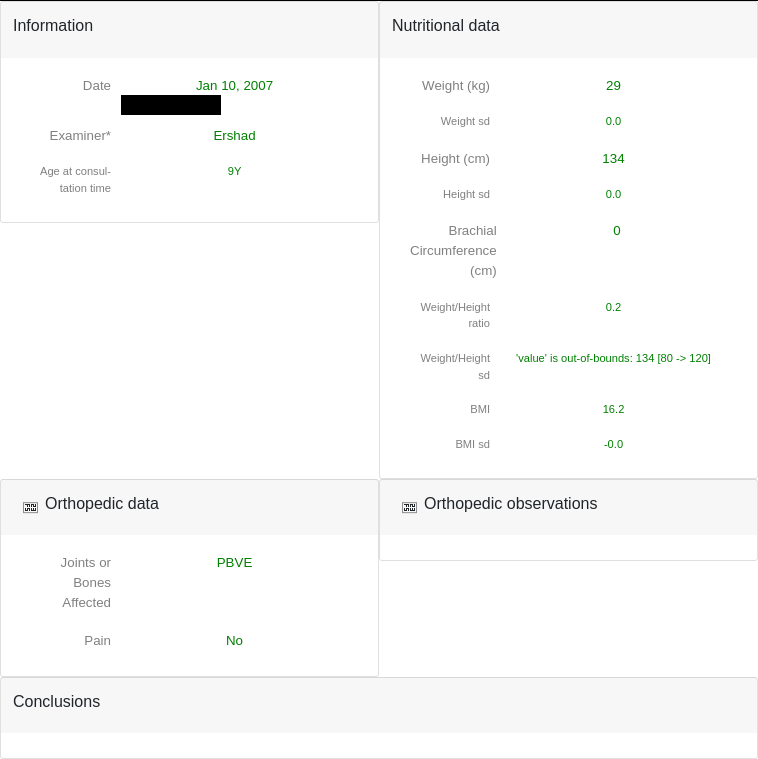 Information
Date Jan 10, 2007
Examiner* Ershad
Age at consul-
tation time 9Y
Nutritional data
Weight (kg) 29
Weight sd 0.0
Height (cm) 134
Height sd 0.0
Brachial 0
Circumference
(cm)
Weight/Height 0.2
ratio
Weight/Height 'value' is out-of-bounds: 134 [80 -> 120]
sd
BMI 16.2
BMI sd -0.0
Orthopedic data
Joints or PBVE
Bones
Affected
Pain No
Orthopedic observations
Conclusions